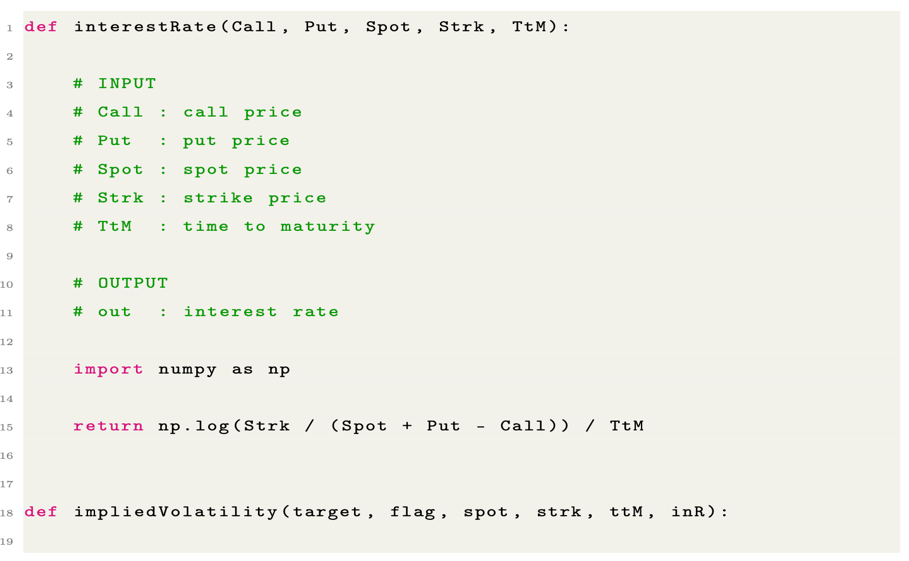 1 def interestRate(Call, Put, Spot, Strk, TtM):
2
3 # INPUT
4 # Call : call price
5 # Put  : put price
6 # Spot : spot price
7 # Strk : strike price
8 # TtM  : time to maturity
9
10 # OUTPUT
11 # out  : interest rate
12
13 import numpy as np
14
15 return np.log(Strk / (Spot + Put - Call)) / TtM
16
17
18 def impliedVolatility(target, flag, spot, strk, ttM, inR):
19